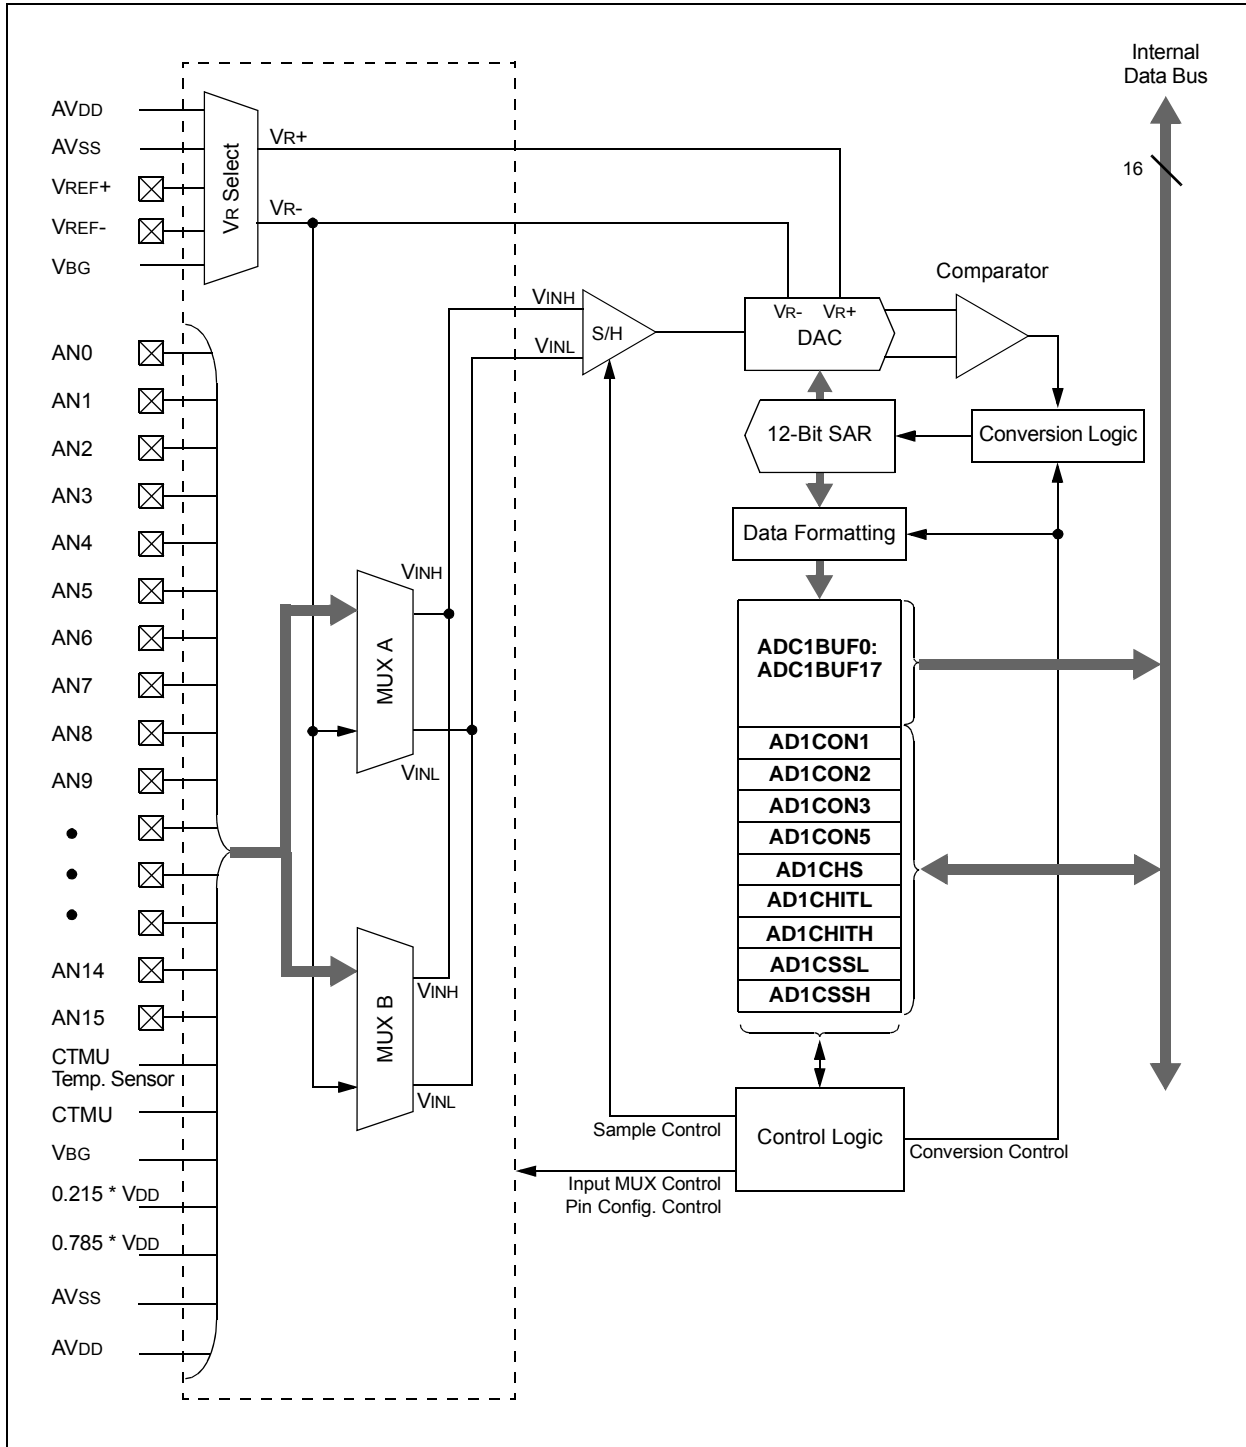 Internal
Data Bus
16
AVDD
AVSS
VREF+
VREF-
VBG
VR Select
VR+
VR-
AN0
AN1
AN2
AN3
AN4
AN5
AN6
AN7
AN8
AN9
AN14
AN15
CTMU
Temp. Sensor
CTMU
VBG
0.215 * VDD
0.785 * VDD
AVSS
AVDD
VINH
MUX A
VINL
VINH
MUX B
VINL
VINH
VINL
S/H
VR- VR+
DAC
Comparator
12-Bit SAR
Conversion Logic
Data Formatting
ADC1BUF0:
ADC1BUF17
AD1CON1
AD1CON2
AD1CON3
AD1CON5
AD1CHS
AD1CHITL
AD1CHITH
AD1CSSL
AD1CSSH
Control Logic
Sample Control
Conversion Control
Input MUX Control
Pin Config. Control